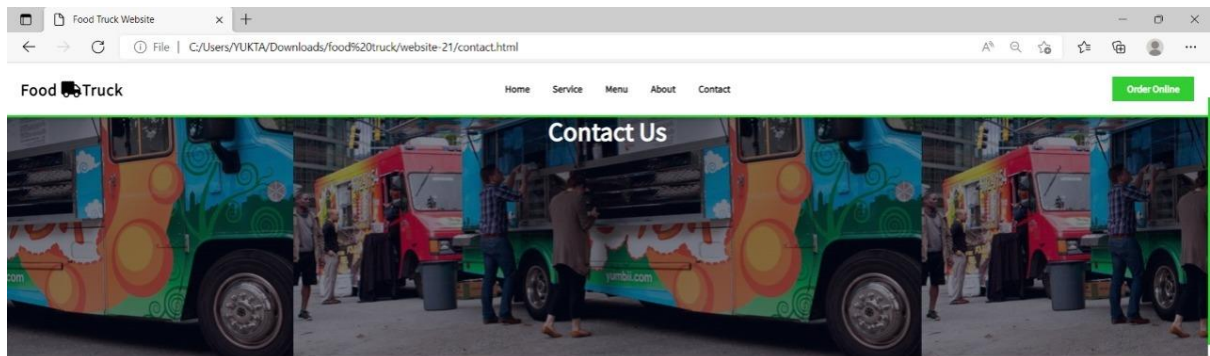 Food Truck Website
File | C:/Users/YUKTA/Downloads/food%20truck/website-21/contact.html
Food Truck
Home Service Menu About Contact
Order Online
Contact Us
yumbii.com
.com